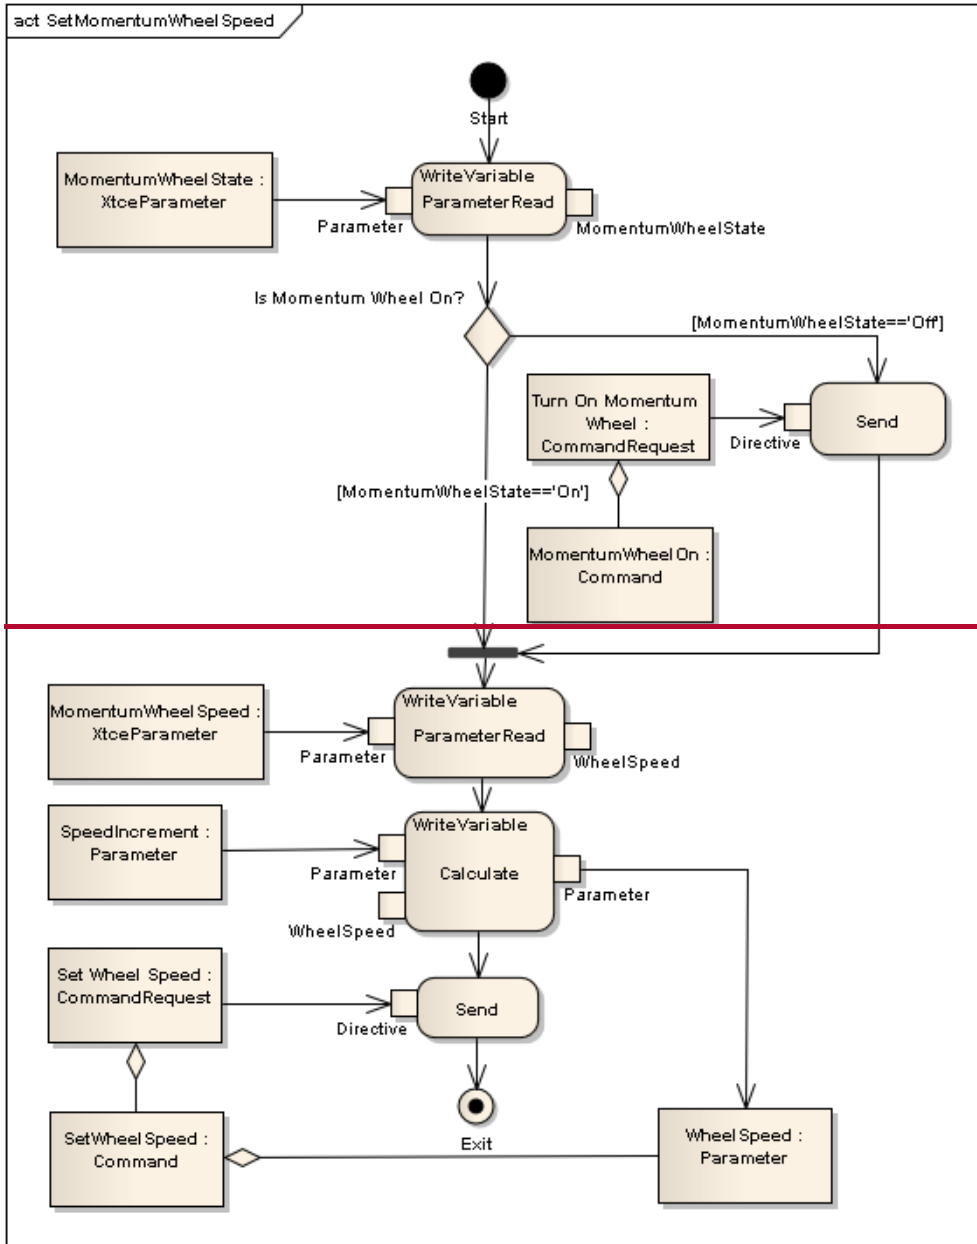 act SetMomentumWheelSpeed
Start
MomentumWheelState :
XtceParameter
Parameter
WriteVariable
ParameterRead
MomentumWheelState
Is Momentum Wheel On?
[MomentumWheelState=='Off']
Turn On Momentum
Wheel :
CommandRequest
Directive
Send
[MomentumWheelState=='On']
MomentumWheelOn :
Command
MomentumWheelSpeed :
XtceParameter
Parameter
WriteVariable
ParameterRead
WheelSpeed
SpeedIncrement :
Parameter
Parameter
WheelSpeed
WriteVariable
Calculate
Parameter
Set Wheel Speed :
CommandRequest
Directive
Send
Exit
SetWheelSpeed :
Command
WheelSpeed :
Parameter